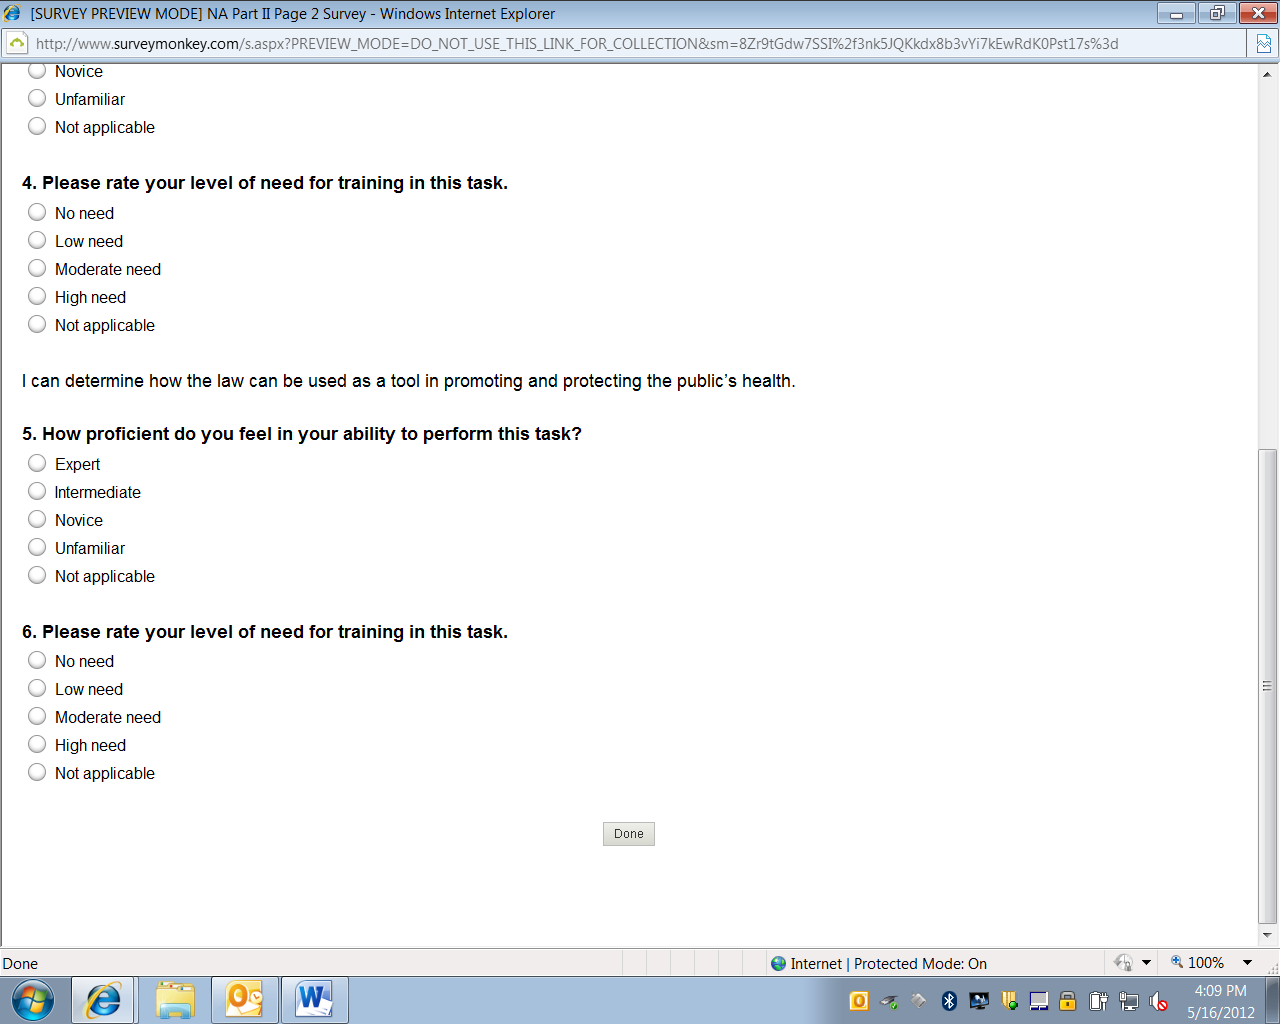 [SURVEY PREVIEW MODE] NA Part II Page 2 Survey - Windows Internet Explorer
http://www.surveymonkey.com/s.aspx?PREVIEW_MODE=DO_NOT_USE_THIS_LINK_FOR_COLLECTION&sm=8Zr9tGdw7SSI%2f3nk5JQKkdx8b3vYi7kEwRdK0Pst17s%3d
Novice
Unfamiliar
Not applicable
4. Please rate your level of need for training in this task.
No need
Low need
Moderate need
High need
Not applicable
I can determine how the law can be used as a tool in promoting and protecting the public’s health.
5. How proficient do you feel in your ability to perform this task?
Expert
Intermediate
Novice
Unfamiliar
Not applicable
6. Please rate your level of need for training in this task.
No need
Low need
Moderate need
High need
Not applicable
Done
Done
Internet | Protected Mode: On
100%
4:09 PM
5/16/2012